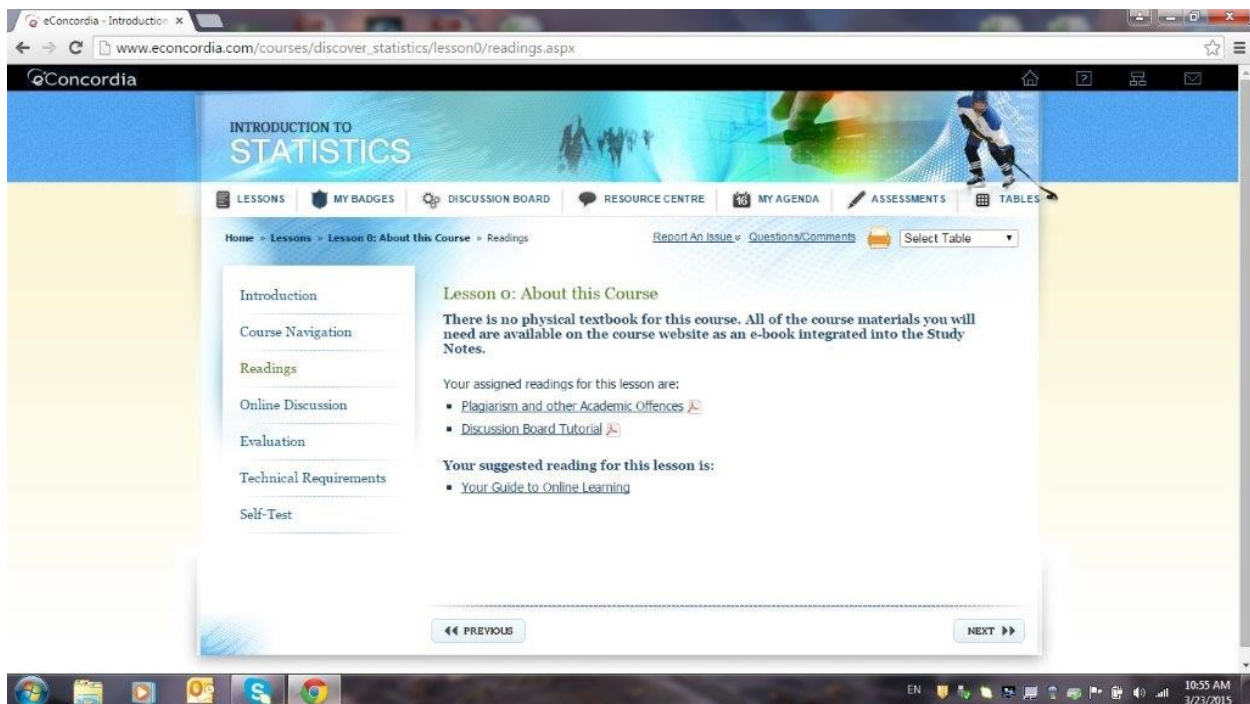 eConcordia - Introduction
www.econcordia.com/courses/discover_statistics/lesson0/readings.aspx
eConcordia
INTRODUCTION TO
STATISTICS
LESSONS MY BADGES DISCUSSION BOARD RESOURCE CENTRE 16 MY AGENDA ASSESSMENTS TABLES
Home » Lessons » Lesson 0: About this Course » Readings Report An Issue Questions/Comments Select Table
Introduction
Course Navigation
Readings
Online Discussion
Evaluation
Technical Requirements
Self-Test
Lesson 0: About this Course
There is no physical textbook for this course. All of the course materials you will
need are available on the course website as an e-book integrated into the Study
Notes.
Your assigned readings for this lesson are:
▪ Plagiarism and other Academic Offences
▪ Discussion Board Tutorial
Your suggested reading for this lesson is:
▪ Your Guide to Online Learning
PREVIOUS NEXT
EN 10:55 AM
3/23/2015